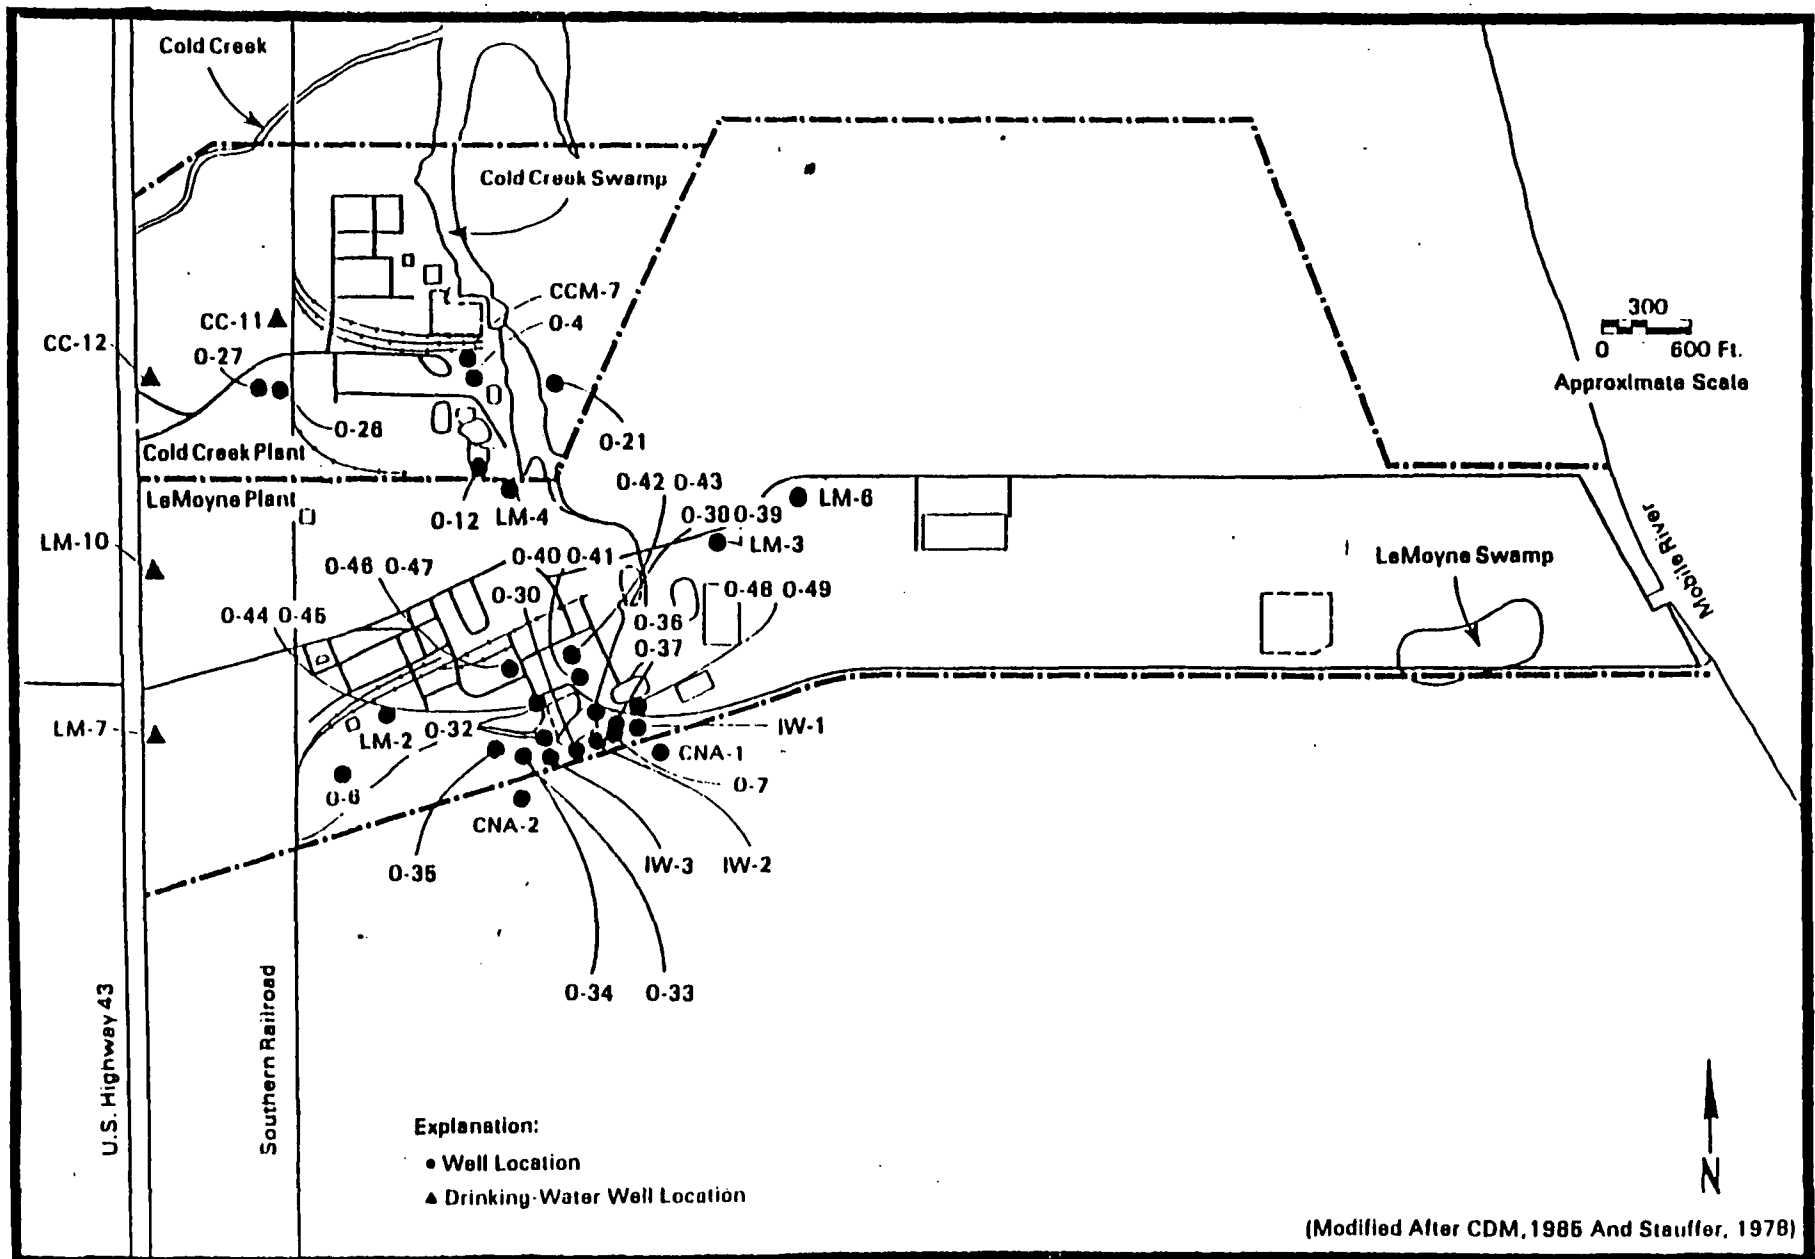 Cold Creek
Cold Creek Swamp
CCM-7
0-4
CC-11
CC-12
0-27
0-28
0-21
300
0 600 Ft.
Approximate Scale
Cold Creek Plant
LeMoyne Plant
0-12
LM-4
0-42 0-43
LM-6
0-38 0-39
LM-3
LM-10
0-46 0-47
0-40 0-41
0-30
0-48 0-49
0-44 0-45
0-36
0-37
LeMoyne Swamp
Mobile River
LM-7
LM-2
0-32
IW-1
CNA-1
0-7
0-6
CNA-2
0-35
IW-3
IW-2
0-34
0-33
U.S. Highway 43
Southern Railroad
Explanation:
Well Location
Drinking-Water Well Location
N
(Modified After CDM, 1986 And Stauffer, 1978)